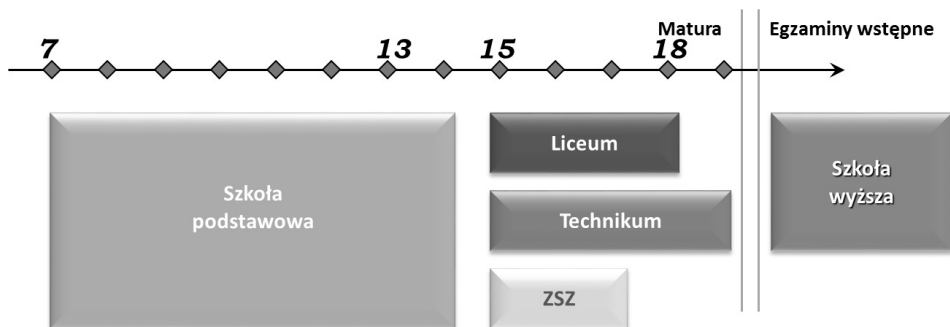 Matura
Egzaminy wstępne
7
13
15
18
Szkoła
podstawowa
Liceum
Technikum
ZSZ
Szkoła
wyższa